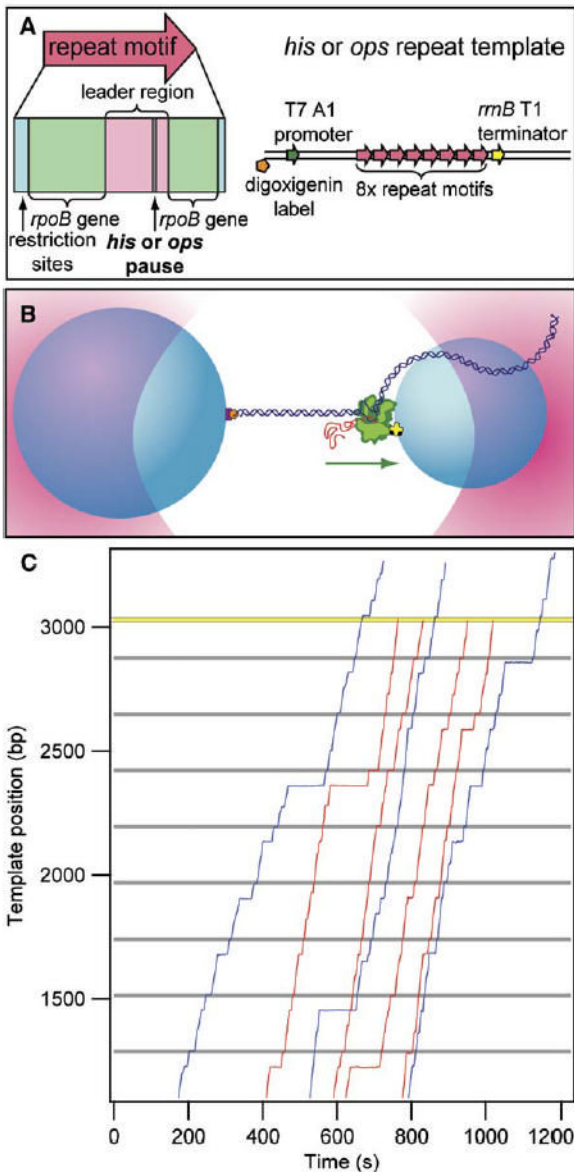 A
repeat motif
leader region
rpoB gene
restriction
sites
rpoB gene
his or ops
pause
his or ops repeat template
T7 A1
promoter
rrnB T1
terminator
digoxigenin
label
8x repeat motifs
B
C
Template position (bp)
3000
2500
2000
1500
0
200
400
600
800
1000
1200
Time (s)